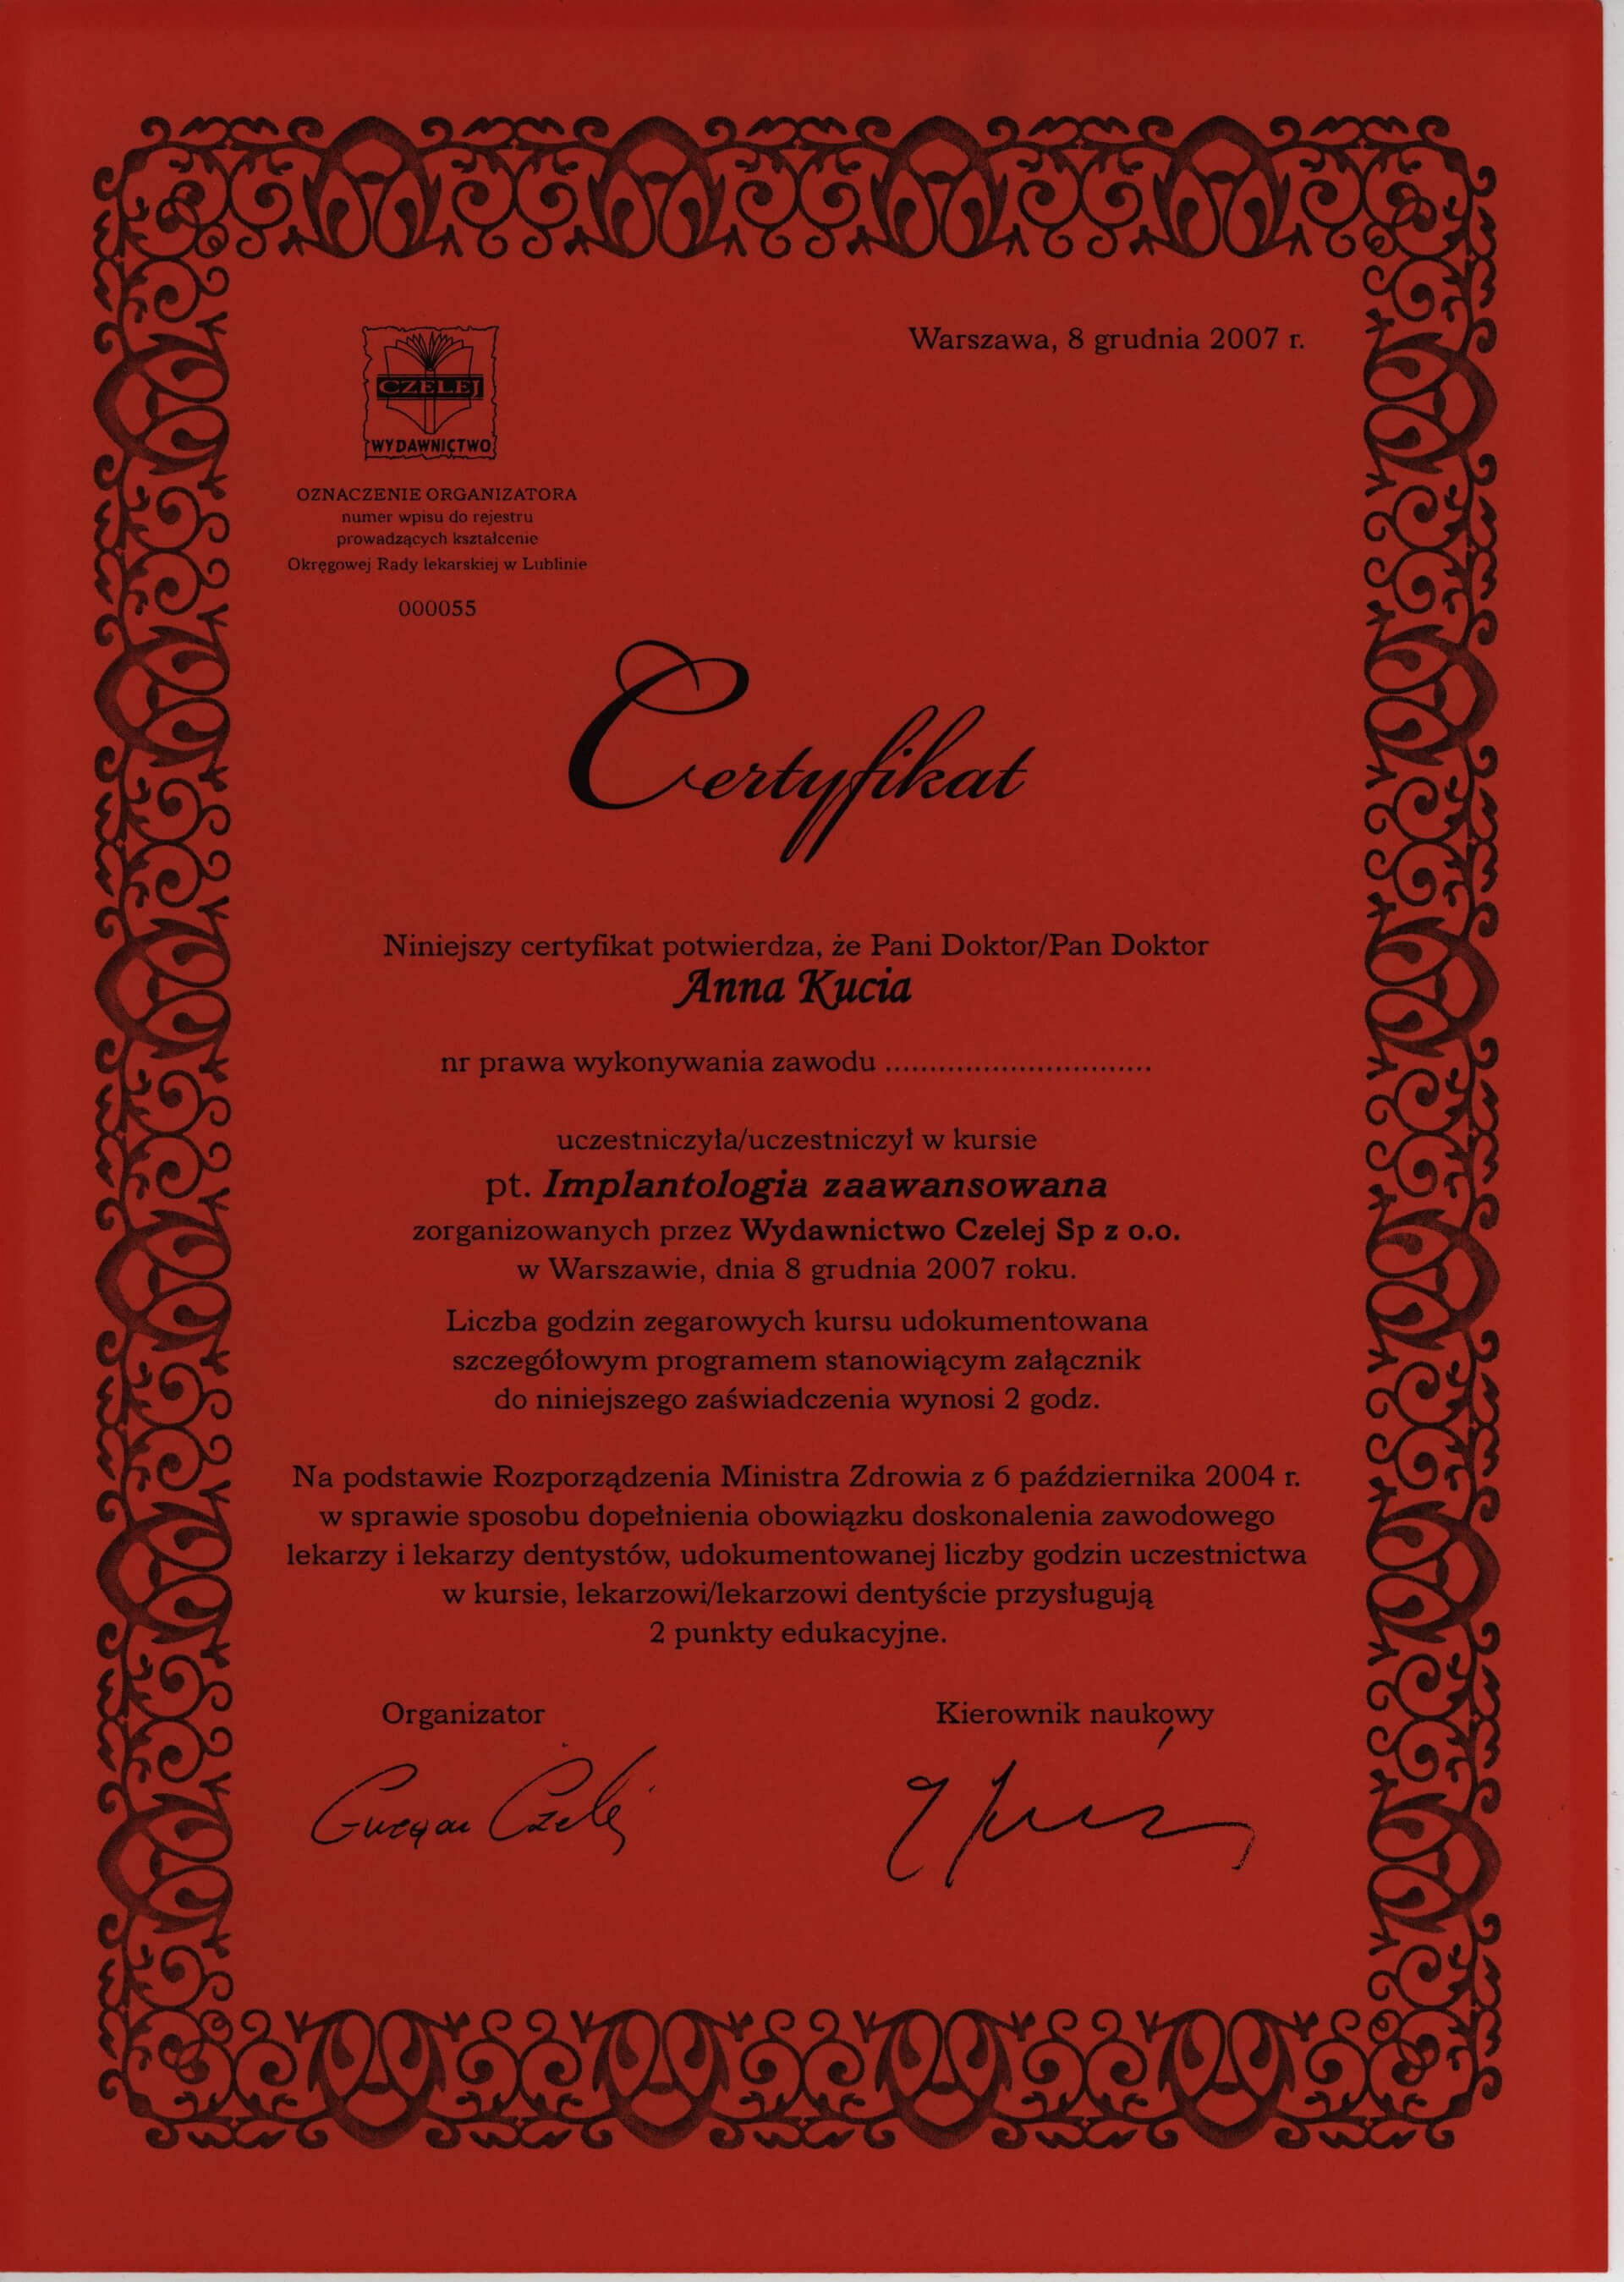 CZELEJ
WYDAWNICTWO
Warszawa, 8 grudnia 2007 r.
OZNACZENIE ORGANIZATORA
numer wpisu do rejestru
prowadzących kształcenie
Okręgowej Rady lekarskiej w Lublinie
000055
Certyfikat
Niniejszy certyfikat potwierdza, że Pani Doktor/Pan Doktor
Anna Kucia
nr prawa wykonywania zawodu ..............................
uczestniczyła/uczestniczył w kursie
pt. Implantologia zaawansowana
zorganizowanych przez Wydawnictwo Czelej Sp z o.o.
w Warszawie, dnia 8 grudnia 2007 roku.
Liczba godzin zegarowych kursu udokumentowana
szczegółowym programem stanowiącym załącznik
do niniejszego zaświadczenia wynosi 2 godz.
Na podstawie Rozporządzenia Ministra Zdrowia z 6 października 2004 r.
w sprawie sposobu dopełnienia obowiązku doskonalenia zawodowego
lekarzy i lekarzy dentystów, udokumentowanej liczby godzin uczestnictwa
w kursie, lekarzowi/lekarzowi dentyście przysługują
2 punkty edukacyjne.
Organizator
Kierownik naukowy
Czelej